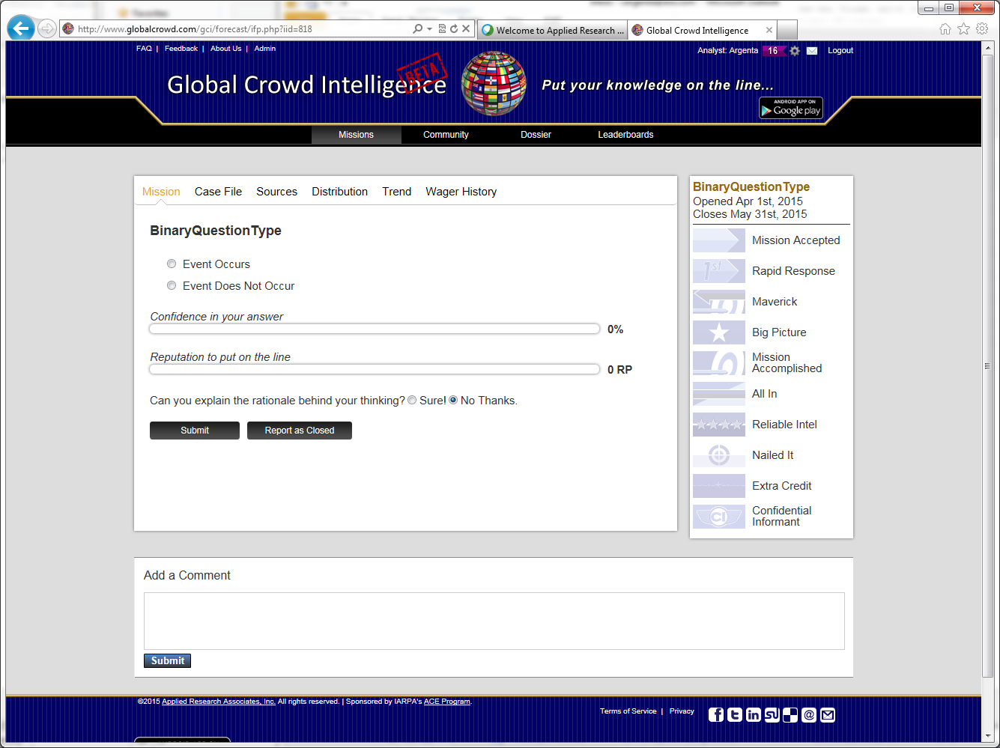 http://www.globalcrowd.com/gci/forecast/ifp.php?iid=818
Welcome to Applied Research ...
Global Crowd Intelligence
FAQ | Feedback | About Us | Admin
Analyst: Argenta 16 Logout
Global Crowd Intelligence
BETA
Put your knowledge on the line...
ANDROID APP ON
Google play
Missions Community Dossier Leaderboards
Mission Case File Sources Distribution Trend Wager History
BinaryQuestionType
Event Occurs
Event Does Not Occur
Confidence in your answer
0%
Reputation to put on the line
0 RP
Can you explain the rationale behind your thinking? Sure! No Thanks.
Submit Report as Closed
BinaryQuestionType
Opened Apr 1st, 2015
Closes May 31st, 2015
Mission Accepted
1st Rapid Response
Maverick
Big Picture
Mission
Accomplished
All In
Reliable Intel
Nailed It
Extra Credit
CI
Confidential
Informant
Add a Comment
Submit
©2015 Applied Research Associates, Inc. All rights reserved. | Sponsored by IARPA's ACE Program.
Terms of Service | Privacy